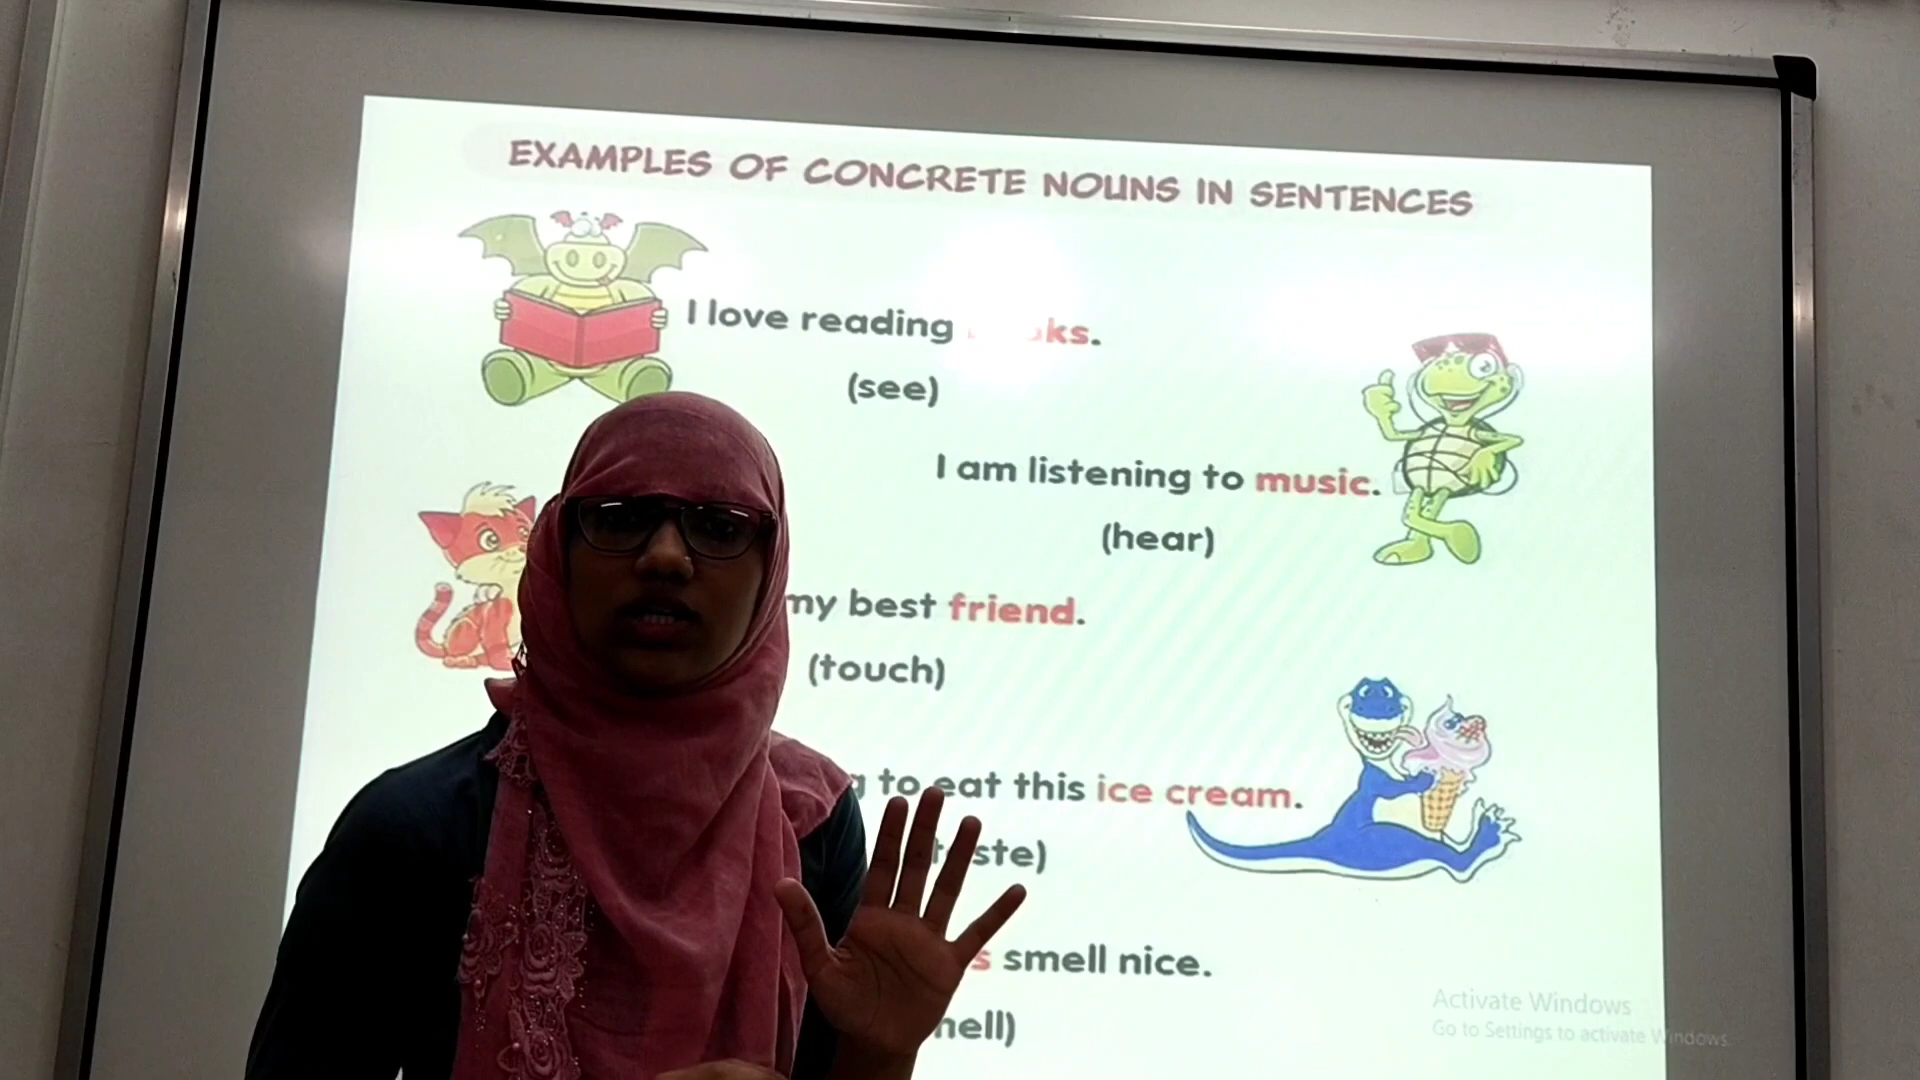 EXAMPLES OF CONCRETE NOUNS IN SENTENCES
I love reading
(see)
I am listening to music.
(hear)
my best friend.
(touch)
to eat this ice cream.
smell nice.
Activate Windows
Go to Settings to activate Windows.